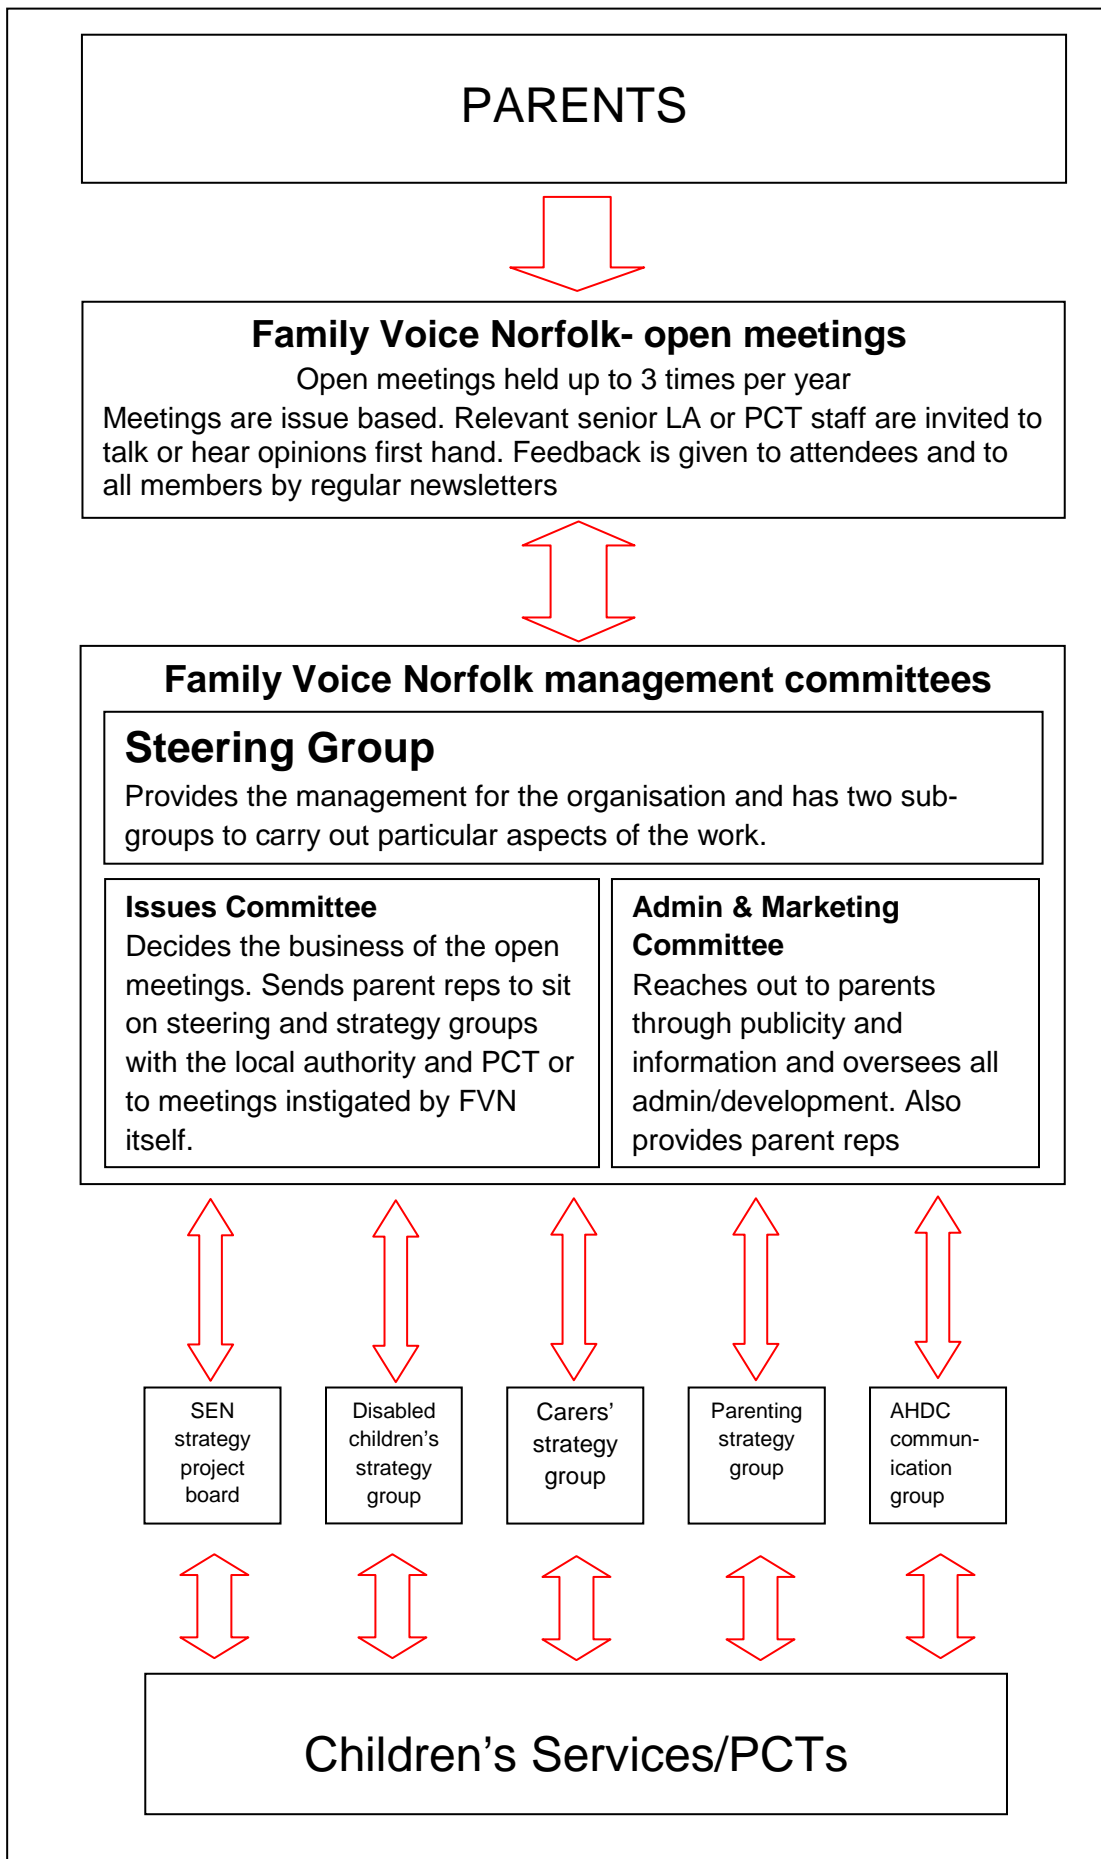 PARENTS
Family Voice Norfolk- open meetings
Open meetings held up to 3 times per year
Meetings are issue based. Relevant senior LA or PCT staff are invited to
talk or hear opinions first hand. Feedback is given to attendees and to
all members by regular newsletters
Family Voice Norfolk management committees
Steering Group
Provides the management for the organisation and has two sub-
groups to carry out particular aspects of the work.
Issues Committee
Decides the business of the open
meetings. Sends parent reps to sit
on steering and strategy groups
with the local authority and PCT or
to meetings instigated by FVN
itself.
Admin & Marketing
Committee
Reaches out to parents
through publicity and
information and oversees all
admin/development. Also
provides parent reps
SEN
strategy
project
board
Disabled
children's
strategy
group
Carers'
strategy
group
Parenting
strategy
group
AHDC
commun-
ication
group
Children's Services/PCTs